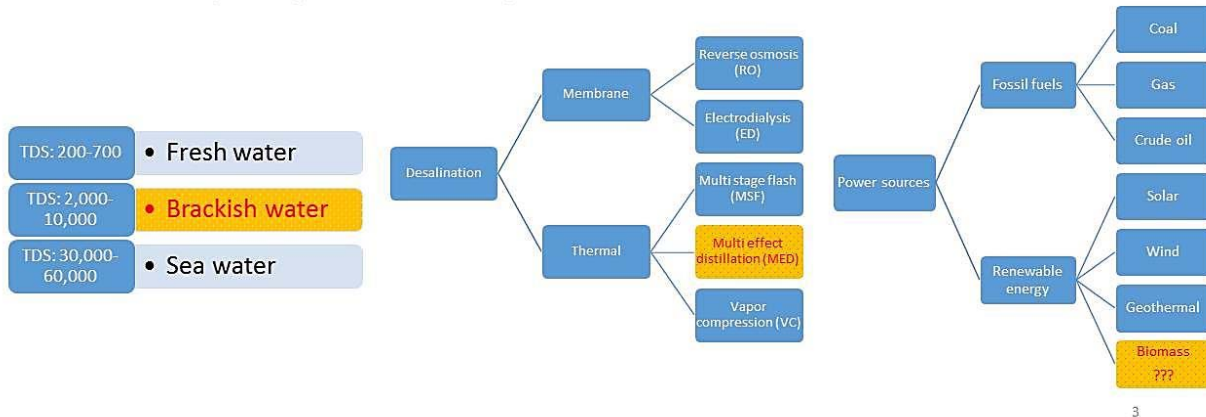 TDS: 200-700
• Fresh water
TDS: 2,000-
10,000
• Brackish water
TDS: 30,000-
60,000
• Sea water
Desalination
Membrane
Reverse osmosis
(RO)
Electrodialysis
(ED)
Thermal
Multi stage flash
(MSF)
Multi effect
distillation (MED)
Vapor
compression (VC)
Power sources
Fossil fuels
Coal
Gas
Crude oil
Renewable
energy
Solar
Wind
Geothermal
Biomass
???
3